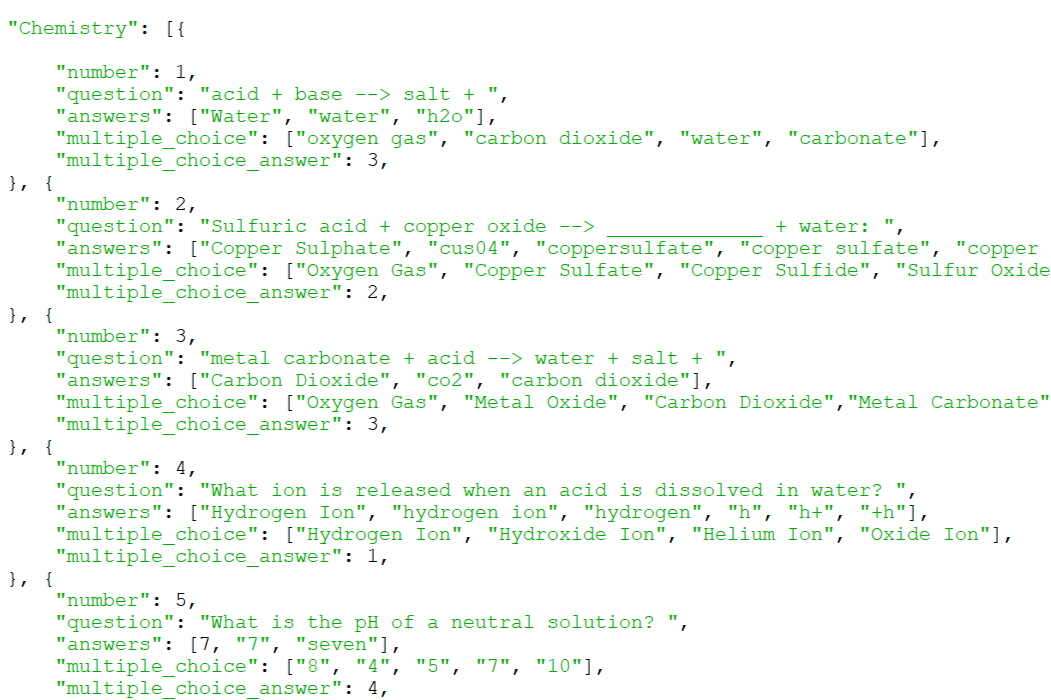 "Chemistry": [{
"number": 1,
"question": "acid + base --> salt + ",
"answers": ["Water", "water", "h2o"],
"multiple_choice": ["oxygen gas", "carbon dioxide", "water", "carbonate"],
"multiple_choice_answer": 3,
}, {
"number": 2,
"question": "Sulfuric acid + copper oxide --> _____________ + water: ",
"answers": ["Copper Sulphate", "cus04", "coppersulfate", "copper sulfate", "copper
"multiple_choice": ["Oxygen Gas", "Copper Sulfate", "Copper Sulfide", "Sulfur Oxide
"multiple_choice_answer": 2,
}, {
"number": 3,
"question": "metal carbonate + acid --> water + salt + ",
"answers": ["Carbon Dioxide", "co2", "carbon dioxide"],
"multiple_choice": ["Oxygen Gas", "Metal Oxide", "Carbon Dioxide","Metal Carbonate"
"multiple_choice_answer": 3,
}, {
"number": 4,
"question": "What ion is released when an acid is dissolved in water? ",
"answers": ["Hydrogen Ion", "hydrogen ion", "hydrogen", "h", "h+", "+h"],
"multiple_choice": ["Hydrogen Ion", "Hydroxide Ion", "Helium Ion", "Oxide Ion"],
"multiple_choice_answer": 1,
}, {
"number": 5,
"question": "What is the pH of a neutral solution? ",
"answers": [7, "7", "seven"],
"multiple_choice": ["8", "4", "5", "7", "10"],
"multiple_choice_answer": 4,